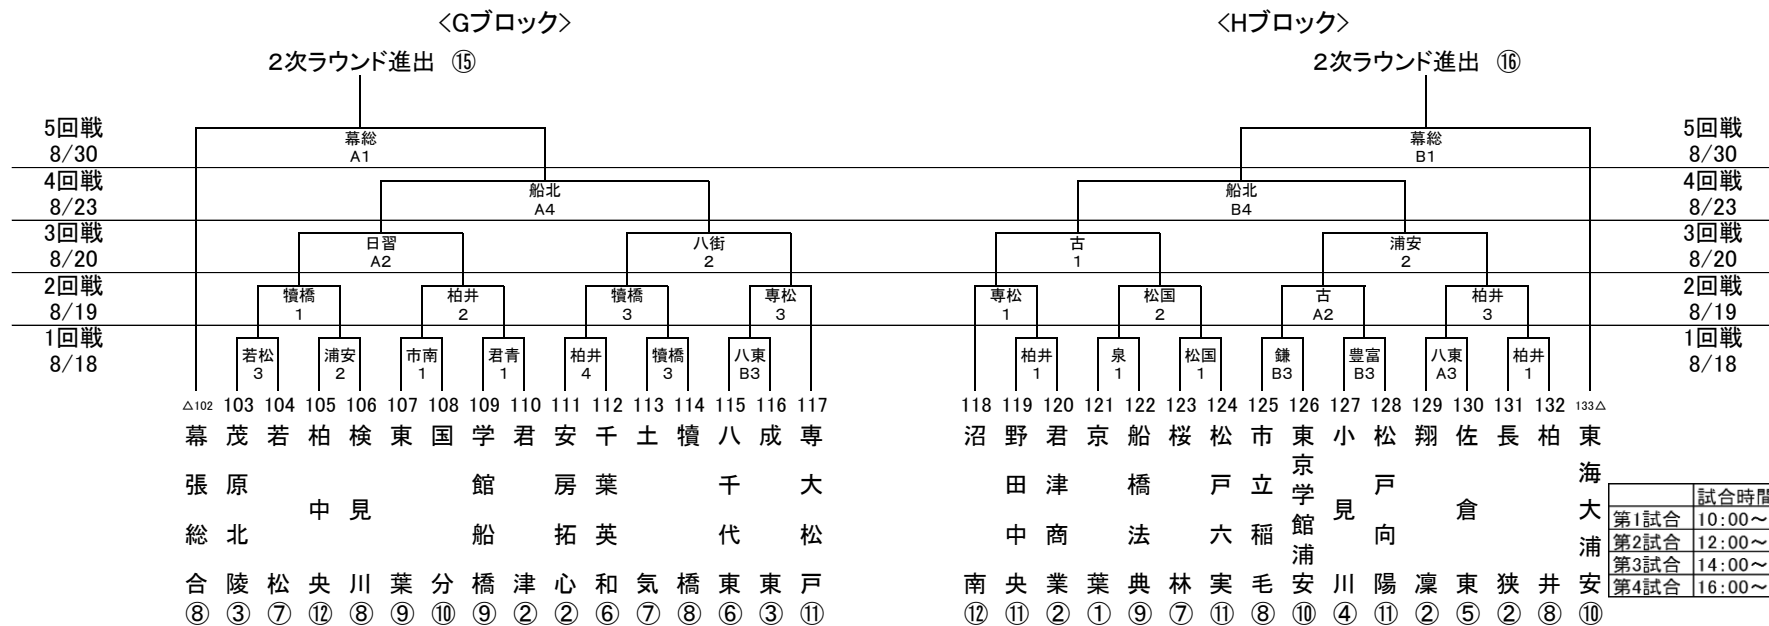 〈Gブロック〉
〈Hブロック〉
2次ラウンド進出 ⑮
2次ラウンド進出 ⑯
5回戦
8/30
幕総
A1
幕総
B1
5回戦
8/30
4回戦
8/23
船北
A4
船北
B4
4回戦
8/23
3回戦
8/20
日習
A2
八街
2
古
1
浦安
2
3回戦
8/20
2回戦
8/19
犢橋
1
柏井
2
犢橋
3
専松
3
専松
1
松国
2
古
A2
柏井
3
2回戦
8/19
1回戦
8/18
若松
3
浦安
2
市南
1
君青
1
柏井
4
犢橋
3
八東
B3
柏井
1
泉
1
松国
1
鎌
B3
豊富
B3
八東
A3
柏井
1
1回戦
8/18
△102 幕張総合⑧
103 茂原北陵③
104 若松⑦
105 柏中央⑫
106 検見川⑧
107 東葉⑨
108 国分⑩
109 学館船橋⑨
110 君津②
111 安房拓心②
112 千葉英和⑥
113 土気⑦
114 犢橋⑧
115 八千代東⑥
116 成東③
117 専大松戸⑪
118 沼南⑫
119 野田中央⑪
120 君津商業②
121 京葉①
122 船橋法典⑨
123 桜林⑦
124 松戸六実⑪
125 市立稲毛⑧
126 東京学館浦安⑩
127 小見川④
128 松戸向陽⑪
129 翔凜②
130 佐倉東⑤
131 長狭②
132 柏井⑧
133△ 東海大浦安⑩
試合時間
第1試合 10:00～
第2試合 12:00～
第3試合 14:00～
第4試合 16:00～